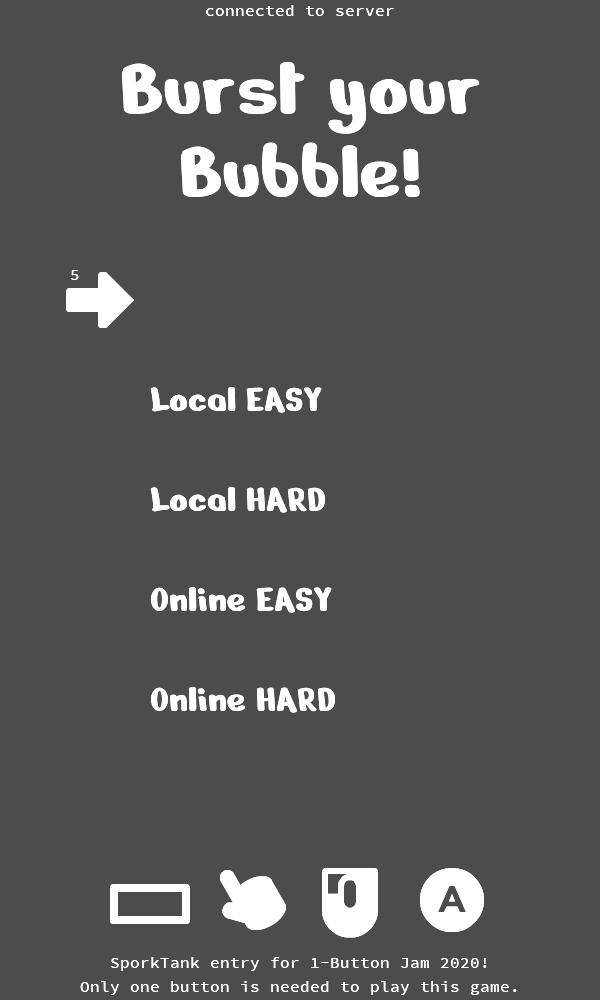 connected to server
Burst your
Bubble!
5
Local EASY
Local HARD
Online EASY
Online HARD
A
SporkTank entry for 1-Button Jam 2020!
Only one button is needed to play this game.